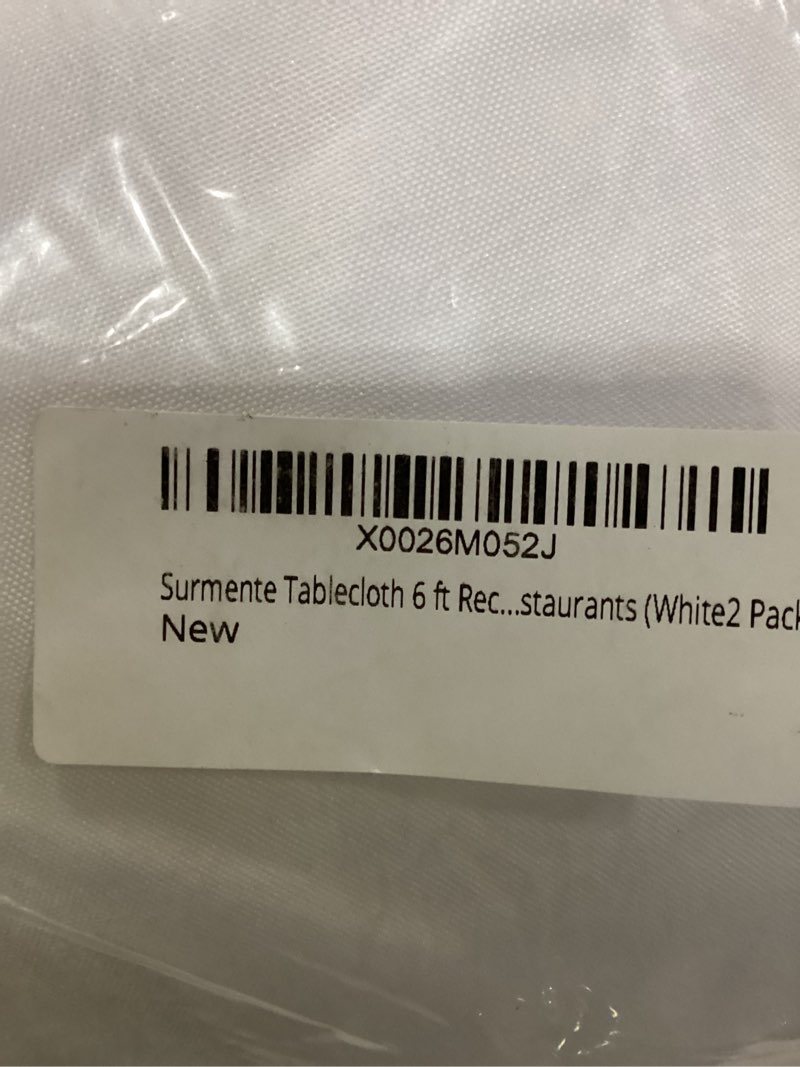 X0026M052J
Surmente Tablecloth 6 ft Rec...staurants (White2 Pack
New